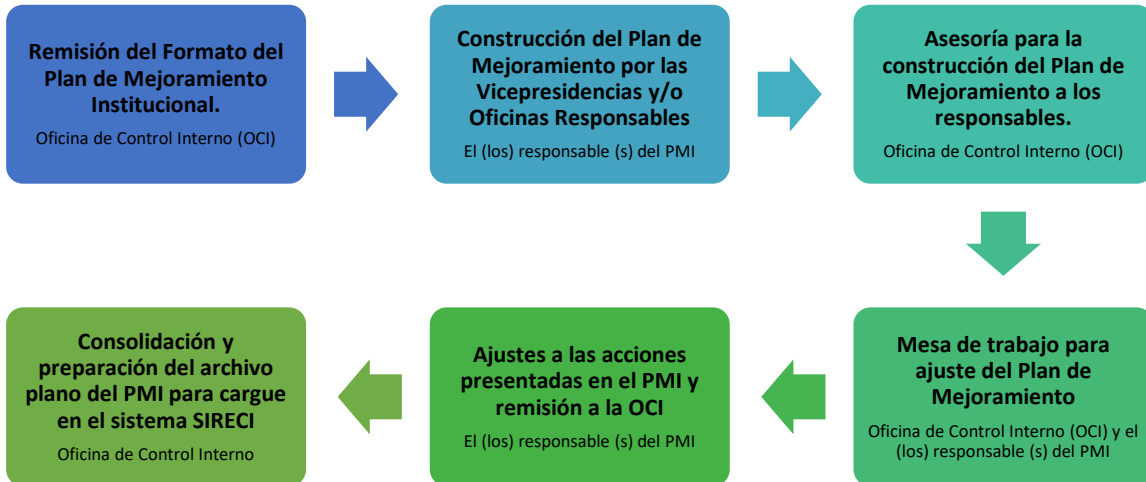 Remisión del Formato del
Plan de Mejoramiento
Institucional.
Oficina de Control Interno (OCI)
Construcción del Plan de
Mejoramiento por las
Vicepresidencias y/o
Oficinas Responsables
El (los) responsable (s) del PMI
Asesoría para la
construcción del Plan de
Mejoramiento a los
responsables.
Oficina de Control Interno (OCI)
Mesa de trabajo para
ajuste del Plan de
Mejoramiento
Oficina de Control Interno (OCI) y el
(los) responsable (s) del PMI
Ajustes a las acciones
presentadas en el PMI y
remisión a la OCI
El (los) responsable (s) del PMI
Consolidación y
preparación del archivo
plano del PMI para cargue
en el sistema SIRECI
Oficina de Control Interno